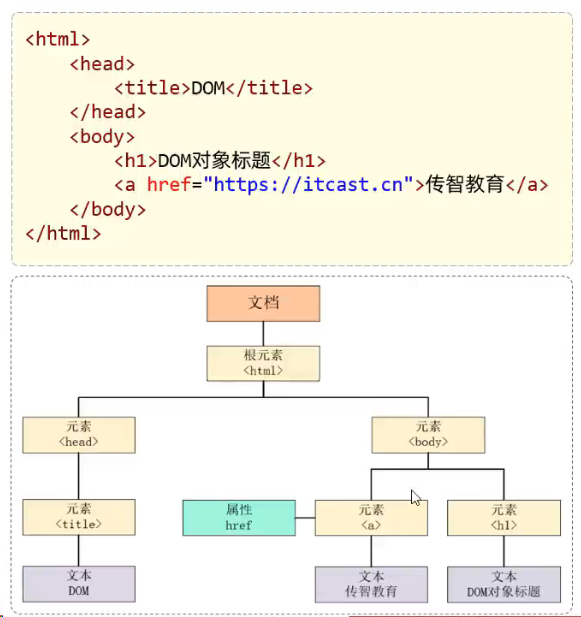 <html>
<head>
<title>DOM</title>
</head>
<body>
<h1>DOM对象标题</h1>
<a href="https://itcast.cn">传智教育</a>
</body>
</html>
文档
根元素
<html>
元素
<head>
元素
<body>
元素
<title>
属性
href
元素
<a>
元素
<h1>
文本
DOM
文本
传智教育
文本
DOM对象标题